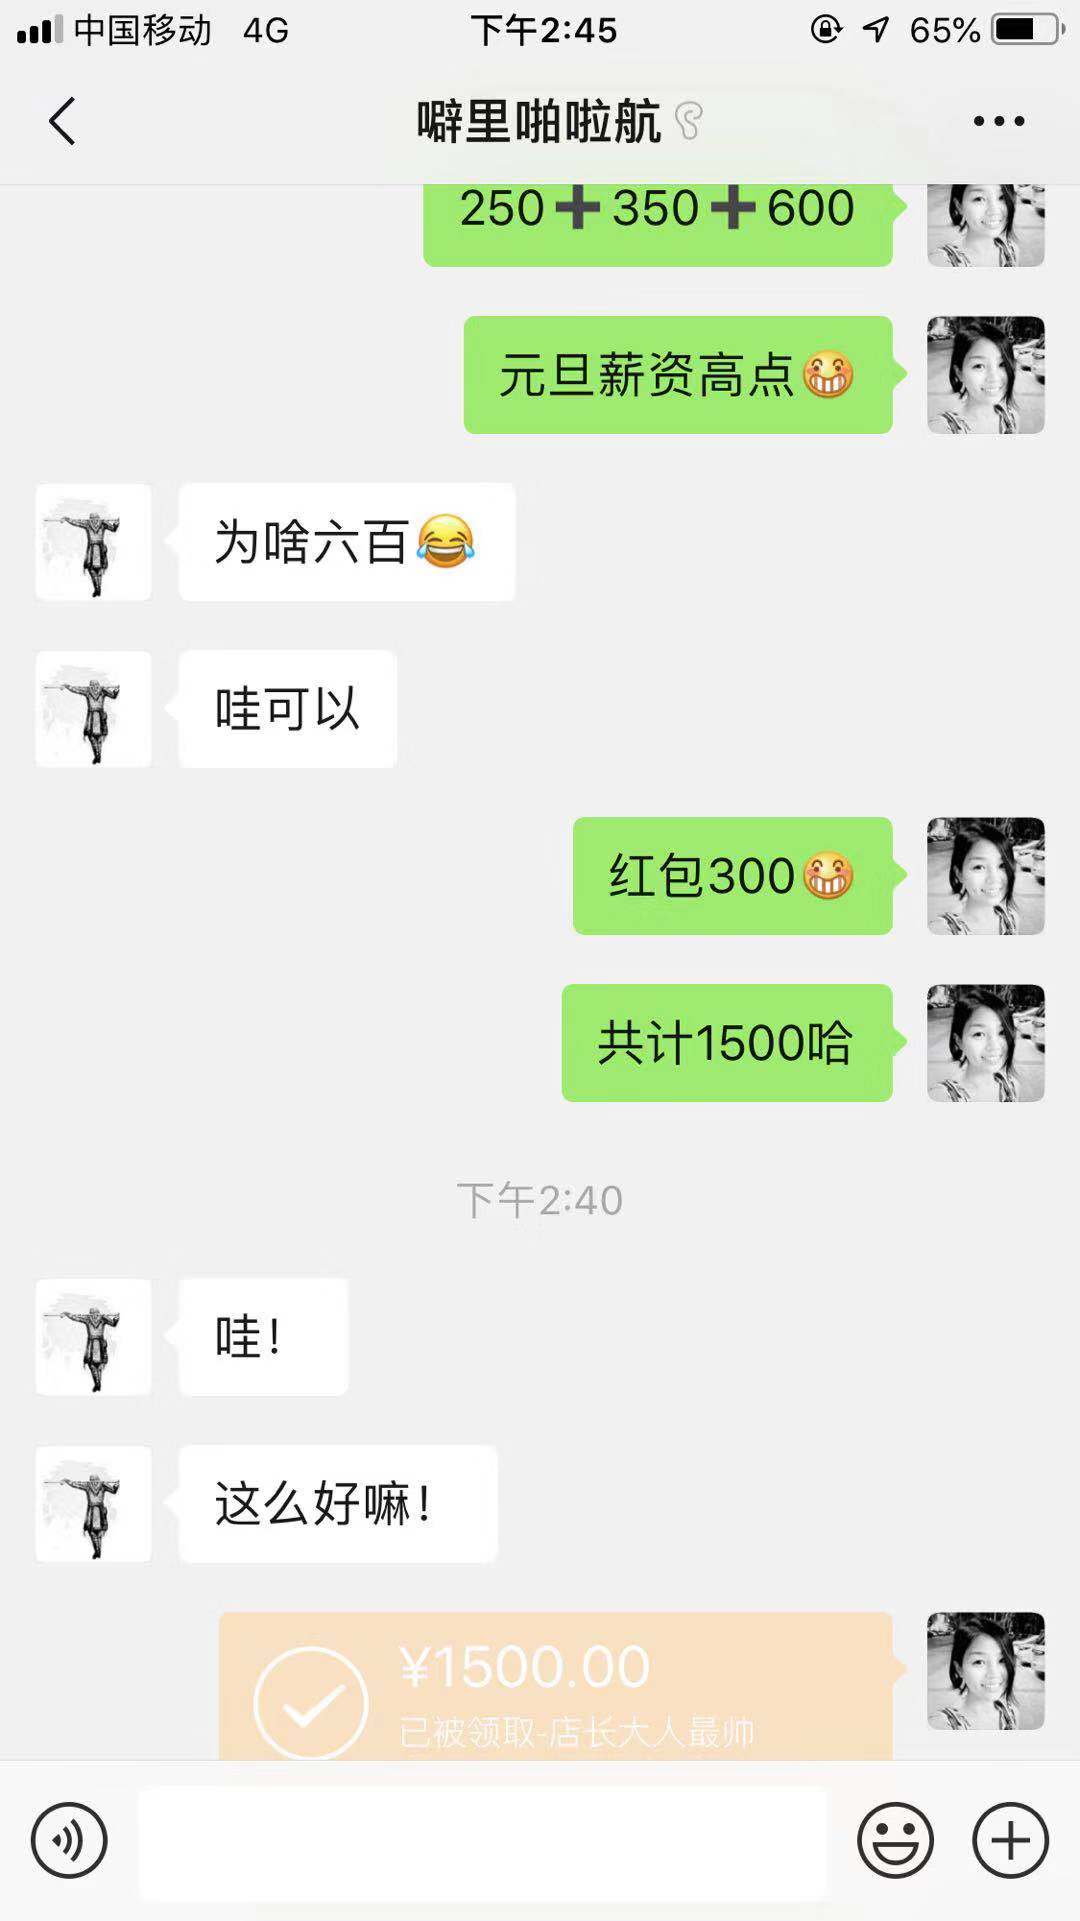 中国移动 4G 下午2:45 65%
噼里啪啦航
250➕350➕600
元旦薪资高点😁
为啥六百😂
哇可以
红包300😁
共计1500哈
下午2:40
哇！
这么好嘛！
¥1500.00
已被领取-店长大人最帅